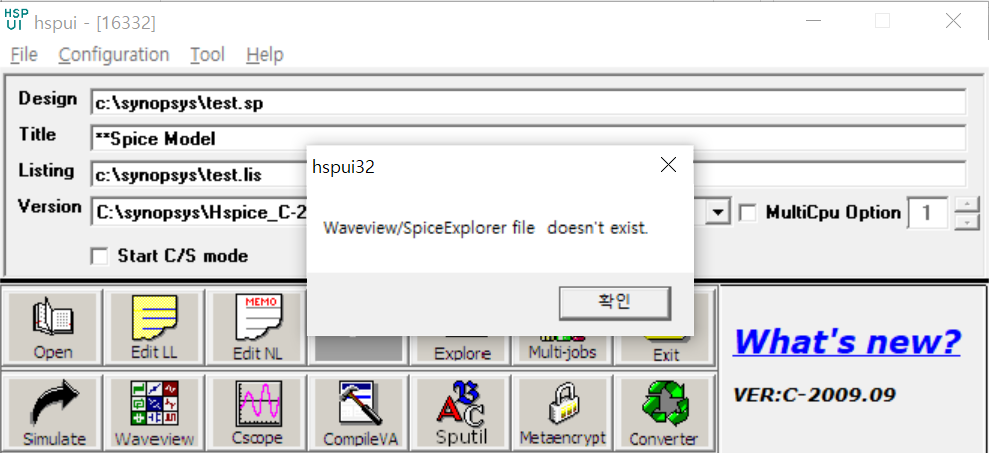 HSP
UI hspui - [16332]
File Configuration Tool Help
Design c:\synopsys\test.sp
Title **Spice Model
Listing c:\synopsys\test.lis
Version C:\synopsys\Hspice_C-2
MultiCpu Option 1
Start C/S mode
hspui32
Waveview/SpiceExplorer file doesn't exist.
확인
MEMO
Open Edit LL Edit NL Explore Multi-jobs Exit
What's new?
VER:C-2009.09
Simulate Waveview Cscope CompileVA Sputil Metaencrypt Converter